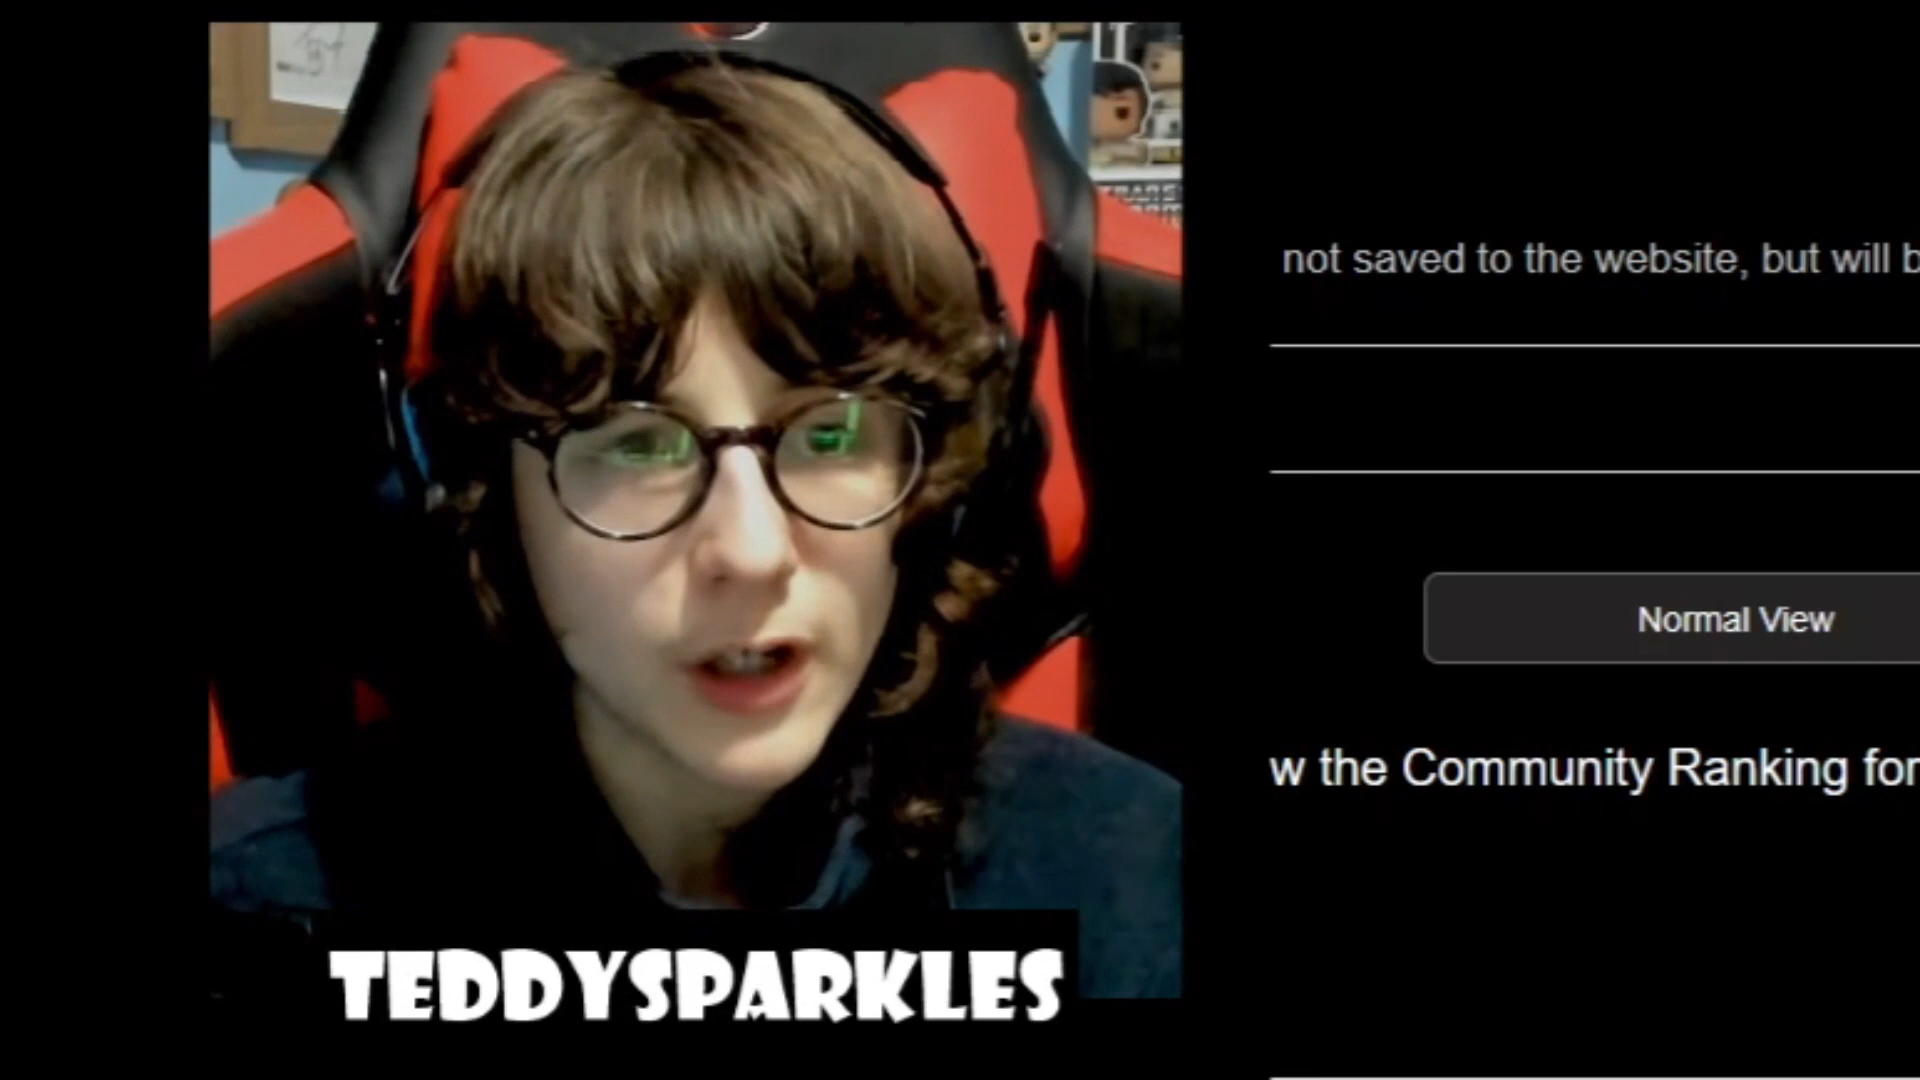 not saved to the website, but will b
Normal View
w the Community Ranking for
TEDDYSPARKLES